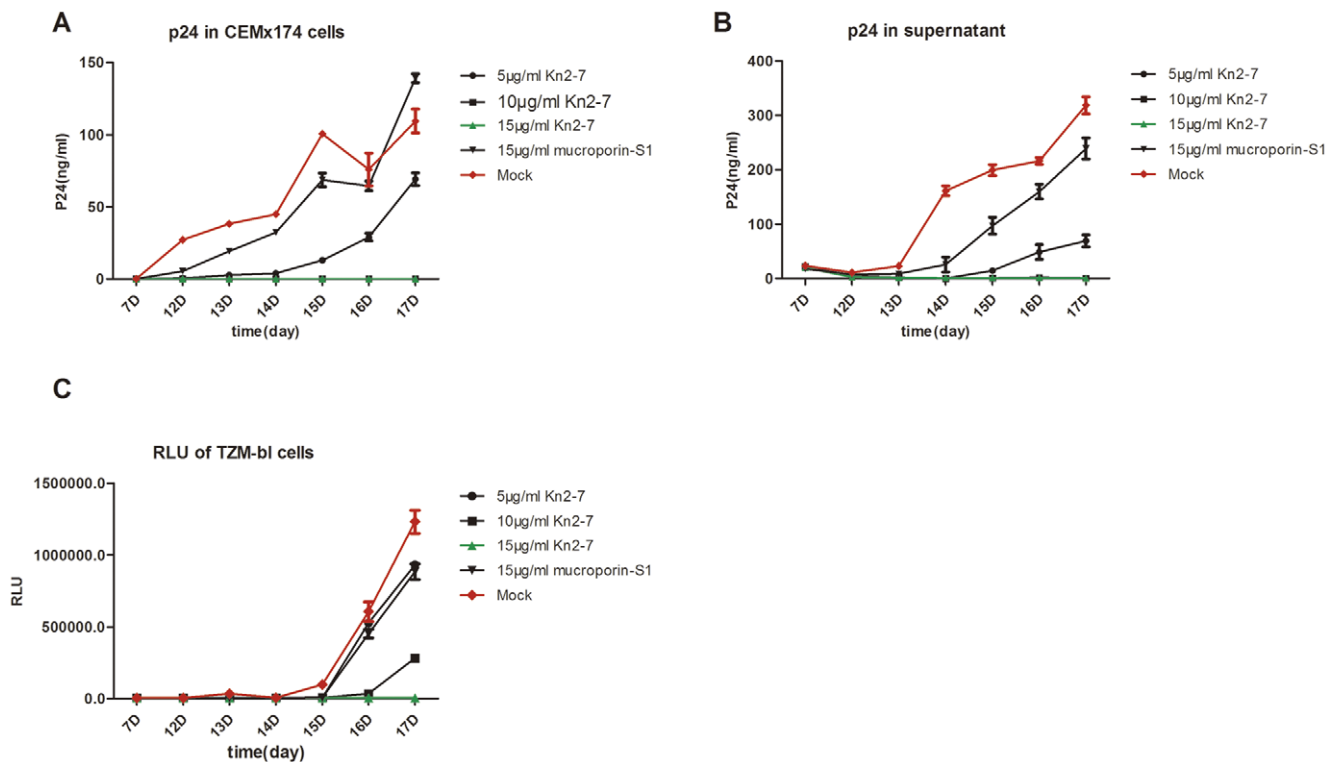 A
p24 in CEMx174 cells
150
100
50
0
P24(ng/ml)
7D
12D
13D
14D
15D
16D
17D
time(day)
5µg/ml Kn2-7
10µg/ml Kn2-7
15µg/ml Kn2-7
15µg/ml mucroporin-S1
Mock
B
p24 in supernatant
400
300
200
100
0
P24(ng/ml)
7D
12D
13D
14D
15D
16D
17D
time(day)
5µg/ml Kn2-7
10µg/ml Kn2-7
15µg/ml Kn2-7
15µg/ml mucroporin-S1
Mock
C
RLU of TZM-bl cells
1500000.0
1000000.0
500000.0
0.0
RLU
7D
12D
13D
14D
15D
16D
17D
time(day)
5µg/ml Kn2-7
10µg/ml Kn2-7
15µg/ml Kn2-7
15µg/ml mucroporin-S1
Mock